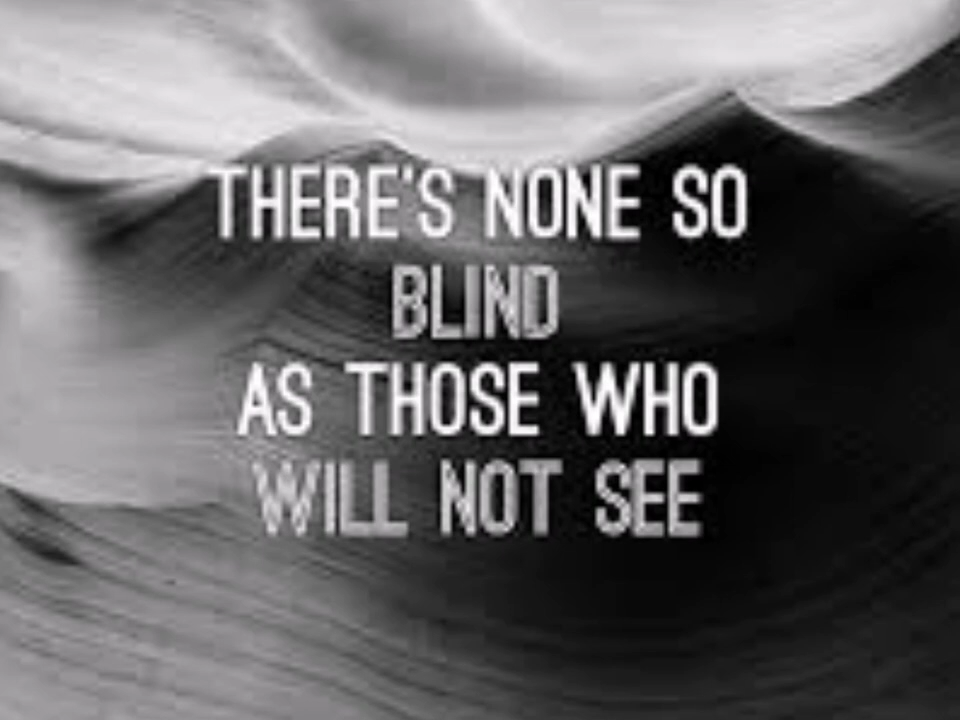 THERE'S NONE SO
BLIND
AS THOSE WHO
WILL NOT SEE